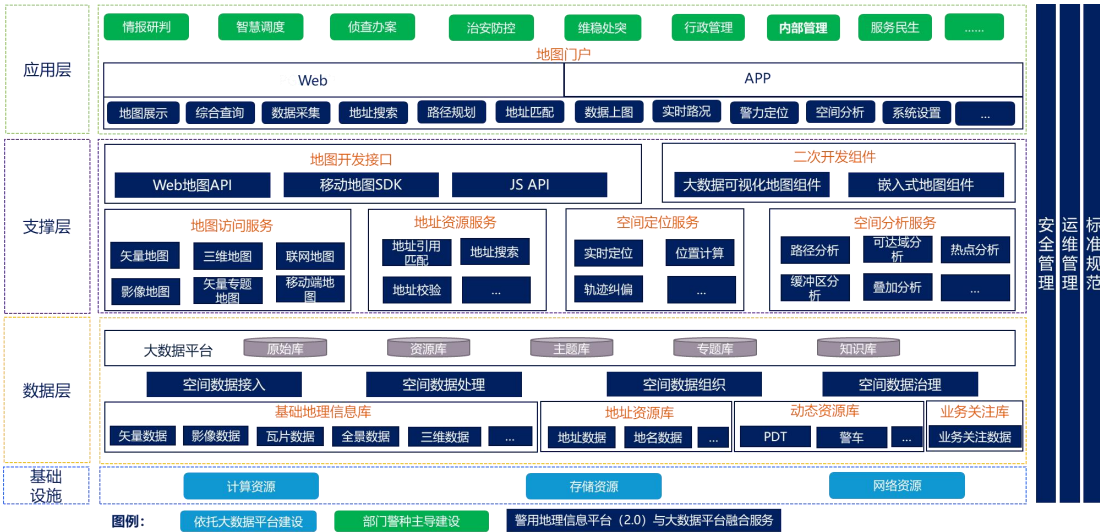 情报研判 智慧调度 侦查办案 治安防控 维稳处突 行政管理 内部管理 服务民生 ......
应用层
地图门户
Web APP
地图展示 综合查询 数据采集 地址搜索 路径规划 地址匹配 数据上图 实时路况 警力定位 空间分析 系统设置 ...
支撑层
地图开发接口
Web地图API 移动地图SDK JS API
二次开发组件
大数据可视化地图组件 嵌入式地图组件
地图访问服务
矢量地图 三维地图 联网地图
影像地图 矢量专题
地图
移动端地
图
地址资源服务
地址引用
匹配
地址搜索
地址校验 ...
空间定位服务
实时定位 位置计算
轨迹纠偏 ...
空间分析服务
路径分析 可达域分
析
热点分析
缓冲区分
析
叠加分析 ...
数据层
大数据平台 原始库 资源库 主题库 专题库 知识库
空间数据接入 空间数据处理 空间数据组织 空间数据治理
基础地理信息库
矢量数据 影像数据 瓦片数据 全景数据 三维数据 ...
地址资源库
地址数据 地名数据 ...
动态资源库
PDT 警车 ...
业务关注库
业务关注数据
基础
设施
计算资源 存储资源 网络资源
安全管理
运维管理
标准规范
图例: 依托大数据平台建设 部门警种主导建设 警用地理信息平台（2.0）与大数据平台融合服务